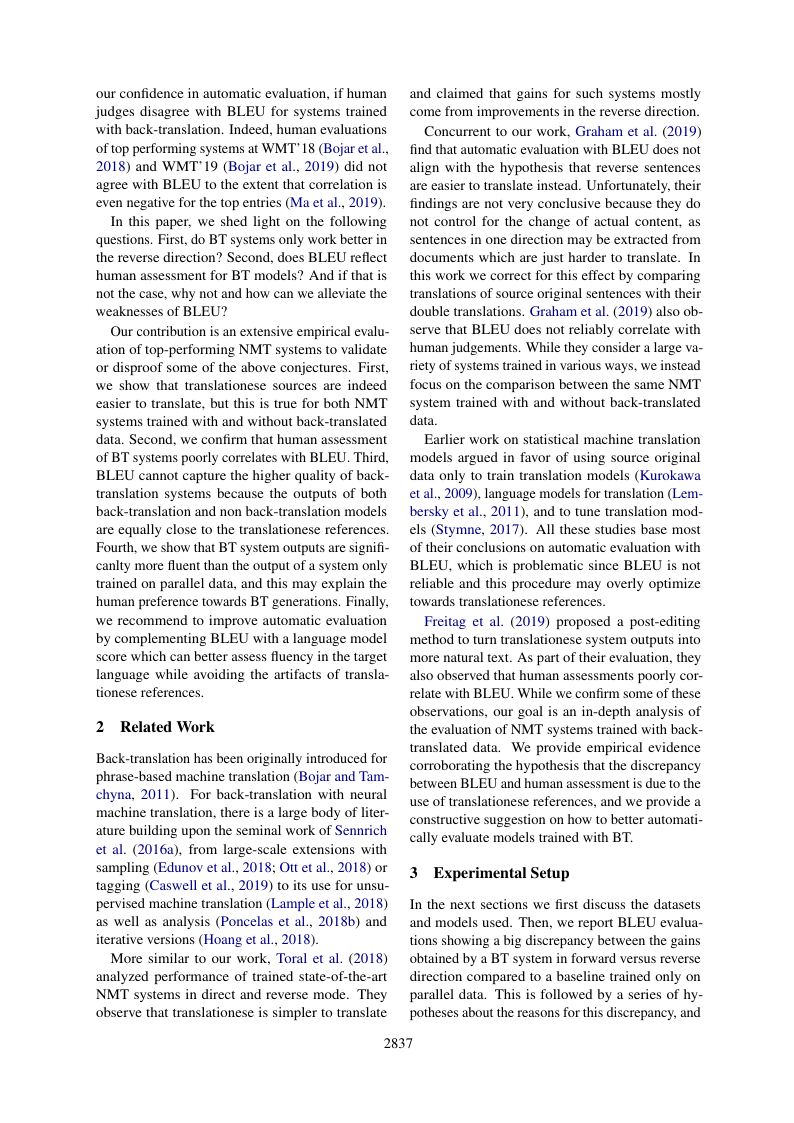 our confidence in automatic evaluation, if human
judges disagree with BLEU for systems trained
with back-translation. Indeed, human evaluations
of top performing systems at WMT'18 (Bojar et al.,
2018) and WMT'19 (Bojar et al., 2019) did not
agree with BLEU to the extent that correlation is
even negative for the top entries (Ma et al., 2019).
In this paper, we shed light on the following
questions. First, do BT systems only work better in
the reverse direction? Second, does BLEU reflect
human assessment for BT models? And if that is
not the case, why not and how can we alleviate the
weaknesses of BLEU?
Our contribution is an extensive empirical evalu-
ation of top-performing NMT systems to validate
or disproof some of the above conjectures. First,
we show that translationese sources are indeed
easier to translate, but this is true for both NMT
systems trained with and without back-translated
data. Second, we confirm that human assessment
of BT systems poorly correlates with BLEU. Third,
BLEU cannot capture the higher quality of back-
translation systems because the outputs of both
back-translation and non back-translation models
are equally close to the translationese references.
Fourth, we show that BT system outputs are signifi-
canlty more fluent than the output of a system only
trained on parallel data, and this may explain the
human preference towards BT generations. Finally,
we recommend to improve automatic evaluation
by complementing BLEU with a language model
score which can better assess fluency in the target
language while avoiding the artifacts of transla-
tionese references.
2 Related Work
Back-translation has been originally introduced for
phrase-based machine translation (Bojar and Tam-
chyna, 2011). For back-translation with neural
machine translation, there is a large body of liter-
ature building upon the seminal work of Sennrich
et al. (2016a), from large-scale extensions with
sampling (Edunov et al., 2018; Ott et al., 2018) or
tagging (Caswell et al., 2019) to its use for unsu-
pervised machine translation (Lample et al., 2018)
as well as analysis (Poncelas et al., 2018b) and
iterative versions (Hoang et al., 2018).
More similar to our work, Toral et al. (2018)
analyzed performance of trained state-of-the-art
NMT systems in direct and reverse mode. They
observe that translationese is simpler to translate
and claimed that gains for such systems mostly
come from improvements in the reverse direction.
Concurrent to our work, Graham et al. (2019)
find that automatic evaluation with BLEU does not
align with the hypothesis that reverse sentences
are easier to translate instead. Unfortunately, their
findings are not very conclusive because they do
not control for the change of actual content, as
sentences in one direction may be extracted from
documents which are just harder to translate. In
this work we correct for this effect by comparing
translations of source original sentences with their
double translations. Graham et al. (2019) also ob-
serve that BLEU does not reliably correlate with
human judgements. While they consider a large va-
riety of systems trained in various ways, we instead
focus on the comparison between the same NMT
system trained with and without back-translated
data.
Earlier work on statistical machine translation
models argued in favor of using source original
data only to train translation models (Kurokawa
et al., 2009), language models for translation (Lem-
bersky et al., 2011), and to tune translation mod-
els (Stymne, 2017). All these studies base most
of their conclusions on automatic evaluation with
BLEU, which is problematic since BLEU is not
reliable and this procedure may overly optimize
towards translationese references.
Freitag et al. (2019) proposed a post-editing
method to turn translationese system outputs into
more natural text. As part of their evaluation, they
also observed that human assessments poorly cor-
relate with BLEU. While we confirm some of these
observations, our goal is an in-depth analysis of
the evaluation of NMT systems trained with back-
translated data. We provide empirical evidence
corroborating the hypothesis that the discrepancy
between BLEU and human assessment is due to the
use of translationese references, and we provide a
constructive suggestion on how to better automati-
cally evaluate models trained with BT.
3 Experimental Setup
In the next sections we first discuss the datasets
and models used. Then, we report BLEU evalua-
tions showing a big discrepancy between the gains
obtained by a BT system in forward versus reverse
direction compared to a baseline trained only on
parallel data. This is followed by a series of hy-
potheses about the reasons for this discrepancy, and
2837